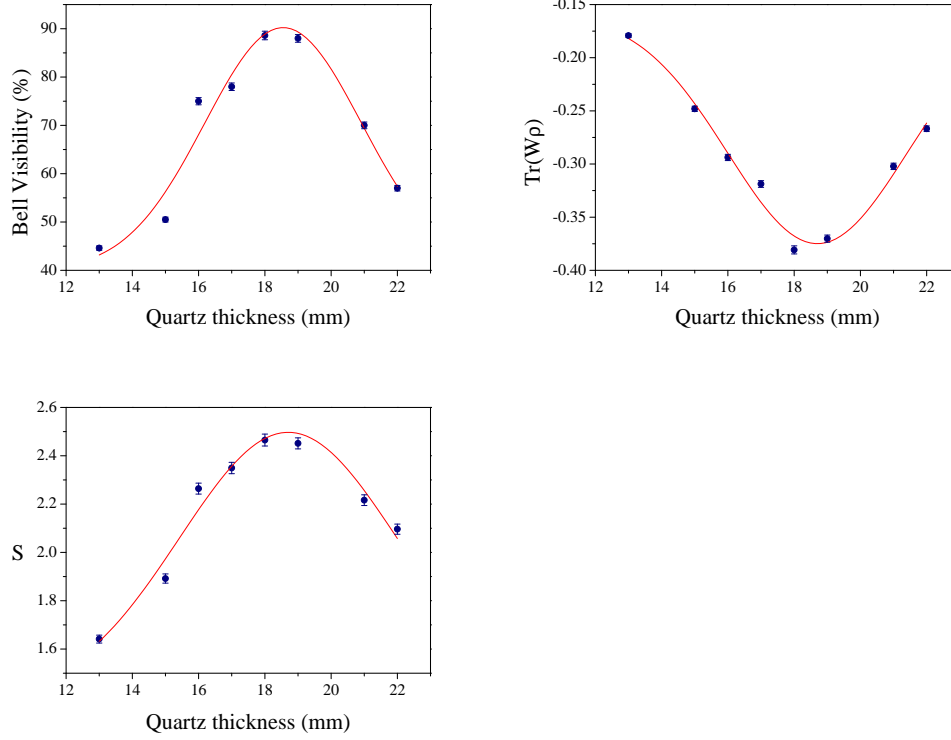 Bell Visibility (%)
90
80
70
60
50
40
12 14 16 18 20 22
Quartz thickness (mm)
Tr(Wρ)
-0.15
-0.20
-0.25
-0.30
-0.35
-0.40
12 14 16 18 20 22
Quartz thickness (mm)
S
2.6
2.4
2.2
2.0
1.8
1.6
12 14 16 18 20 22
Quartz thickness (mm)